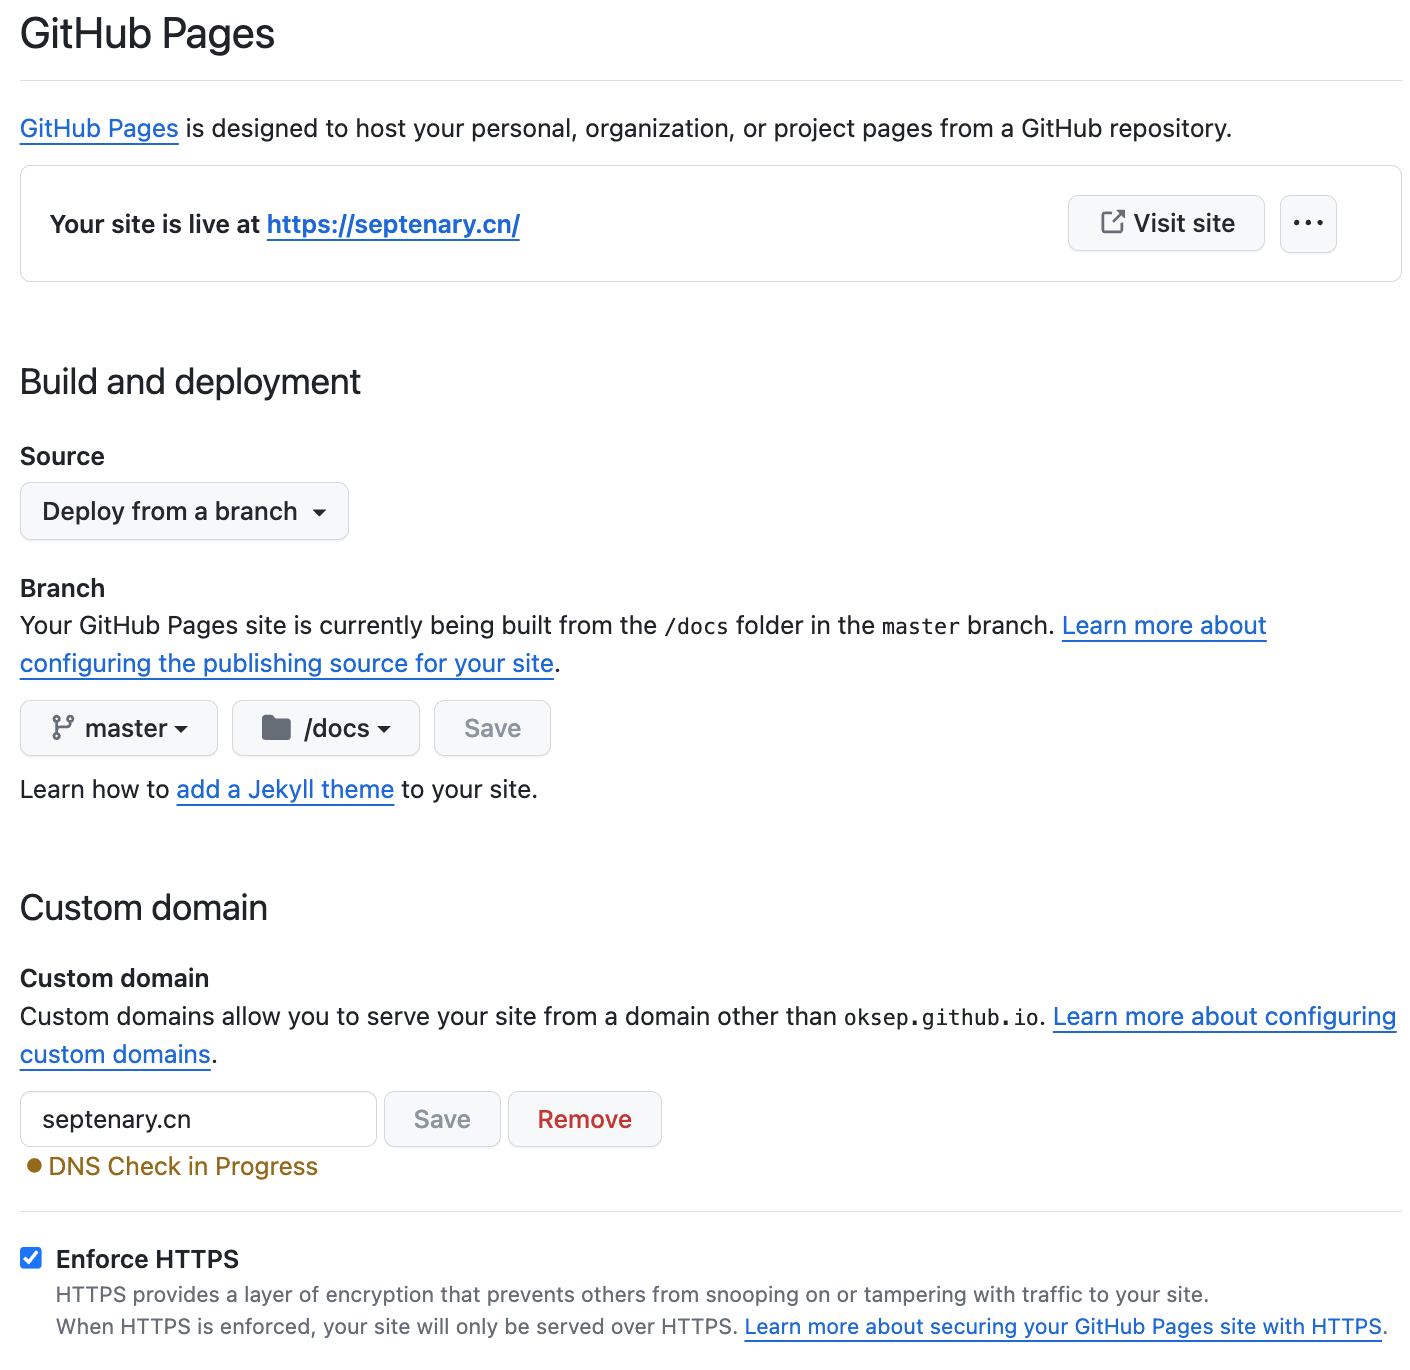 GitHub Pages
GitHub Pages is designed to host your personal, organization, or project pages from a GitHub repository.
Your site is live at https://septenary.cn/
Visit site
Build and deployment
Source
Deploy from a branch
Branch
Your GitHub Pages site is currently being built from the /docs folder in the master branch. Learn more about
configuring the publishing source for your site.
master /docs Save
Learn how to add a Jekyll theme to your site.
Custom domain
Custom domain
Custom domains allow you to serve your site from a domain other than oksep.github.io. Learn more about configuring
custom domains.
septenary.cn Save Remove
DNS Check in Progress
Enforce HTTPS
HTTPS provides a layer of encryption that prevents others from snooping on or tampering with traffic to your site.
When HTTPS is enforced, your site will only be served over HTTPS. Learn more about securing your GitHub Pages site with HTTPS.